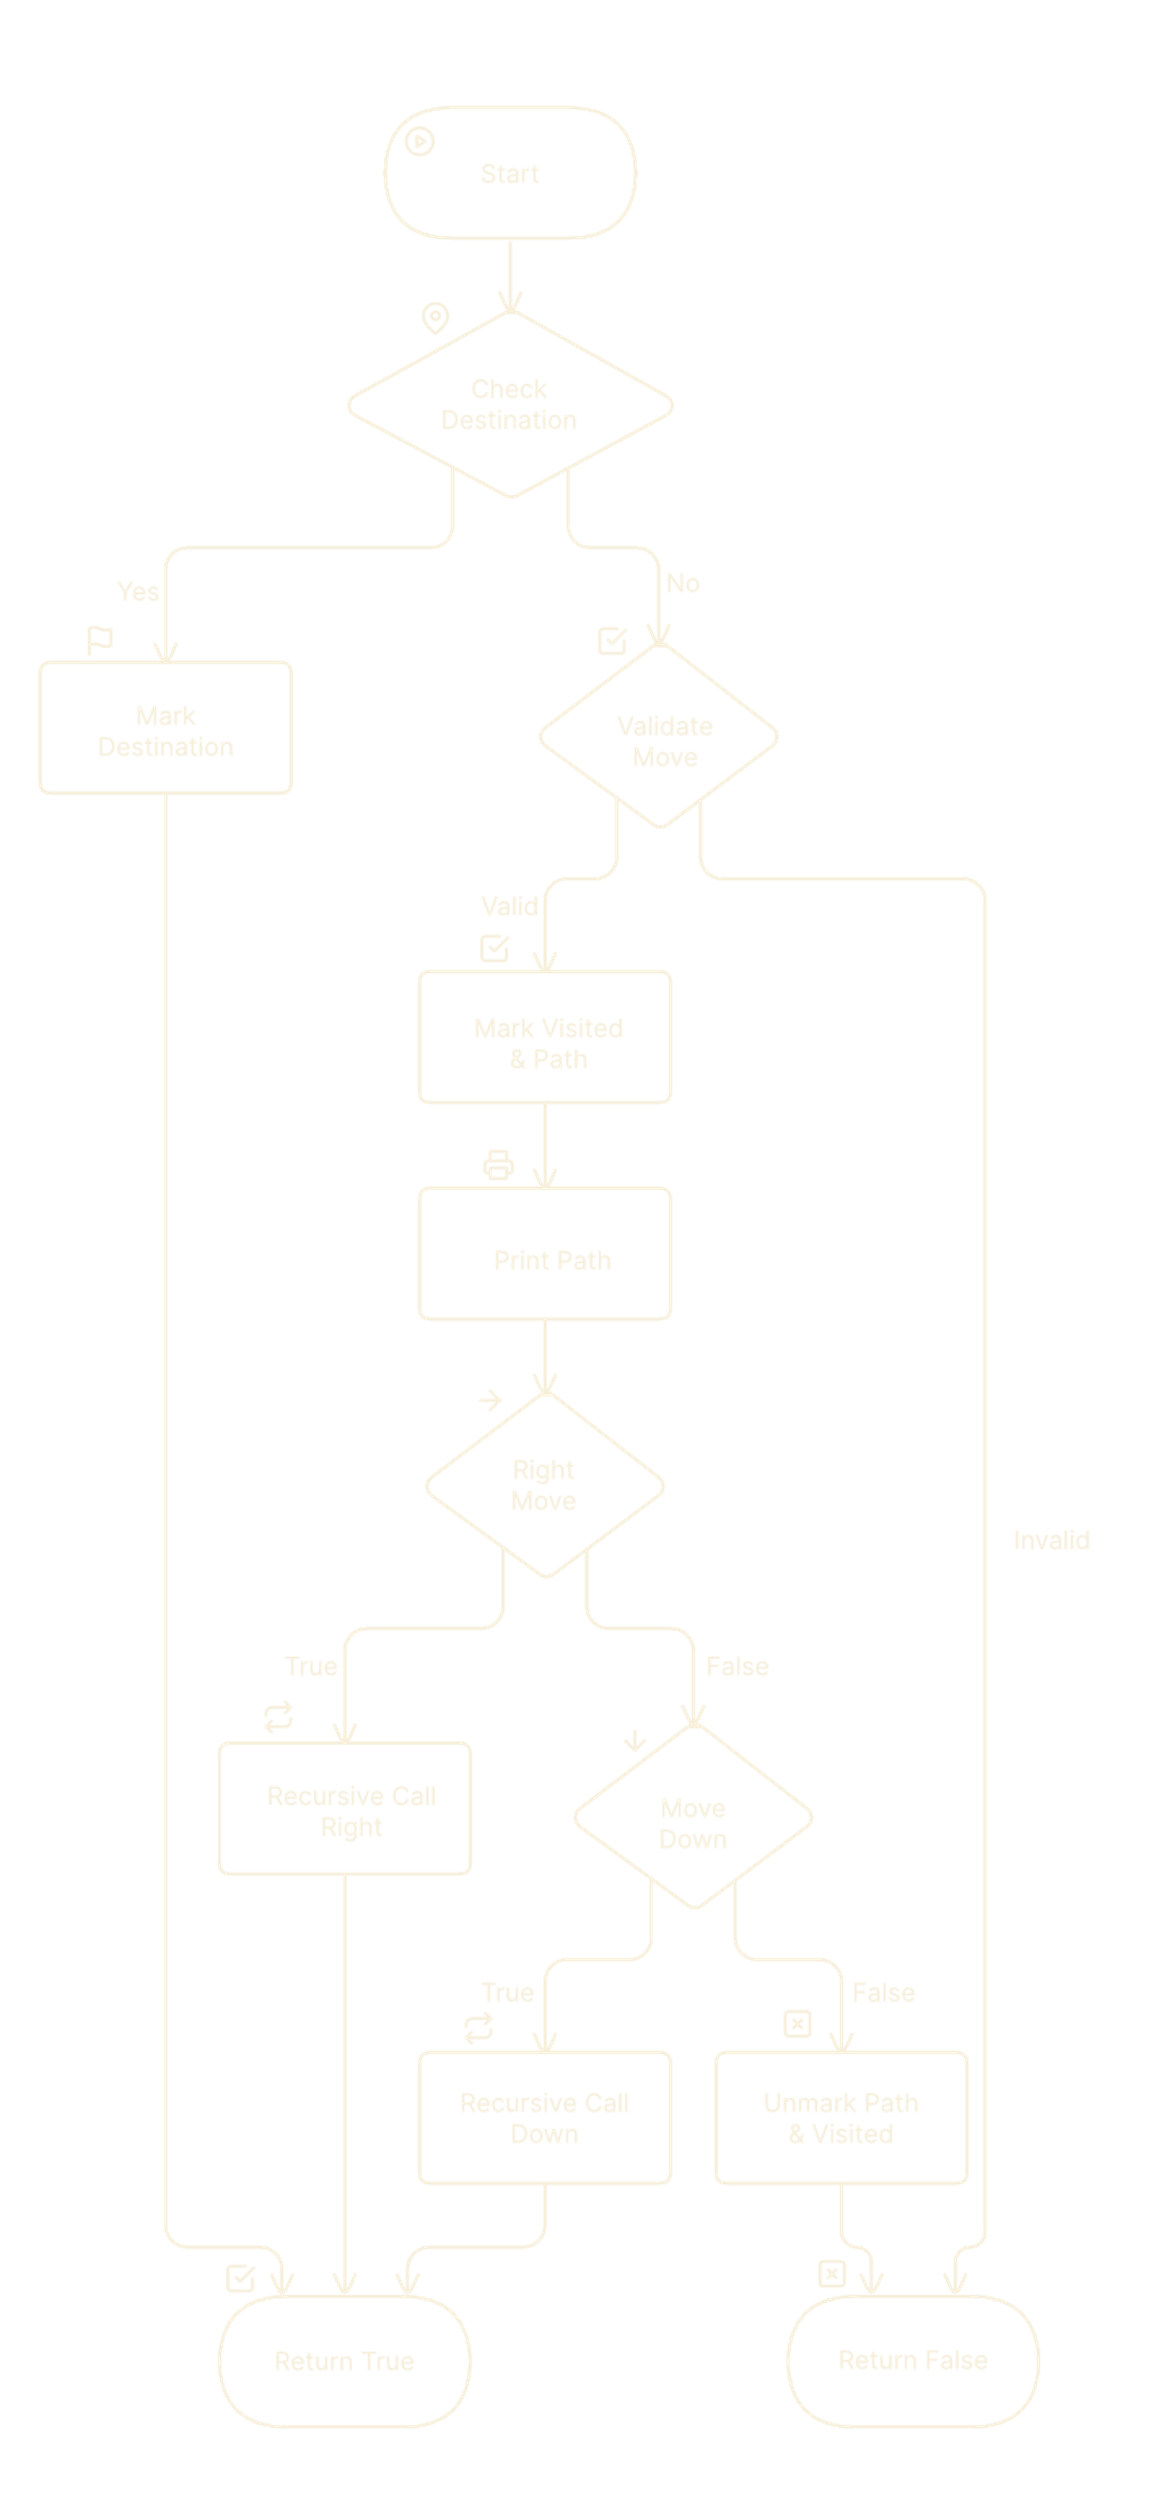 Start
Check
Destination
Yes
No
Mark
Destination
Validate
Move
Valid
Mark Visited
& Path
Print Path
Right
Move
Invalid
True
False
Recursive Call
Right
Move
Down
True
False
Recursive Call
Down
Unmark Path
& Visited
Return True
Return False